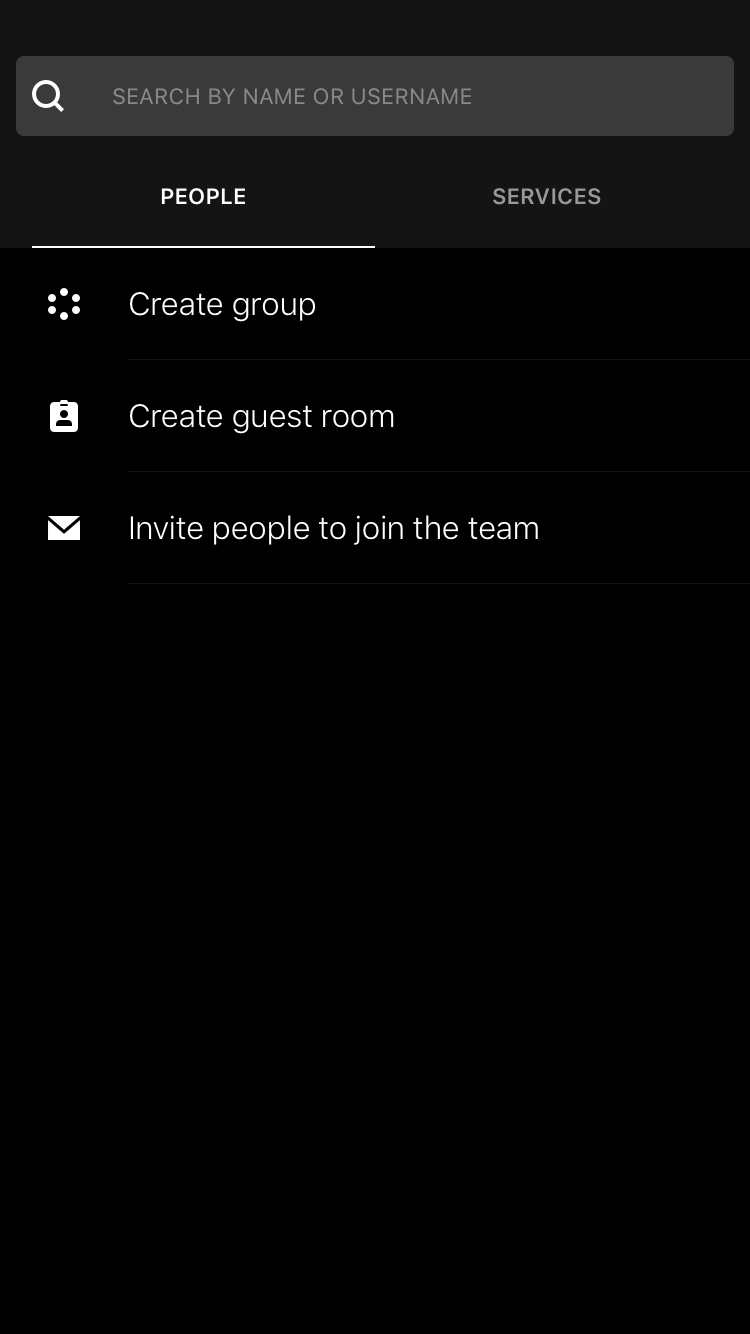 SEARCH BY NAME OR USERNAME
PEOPLE
SERVICES
Create group
Create guest room
Invite people to join the team